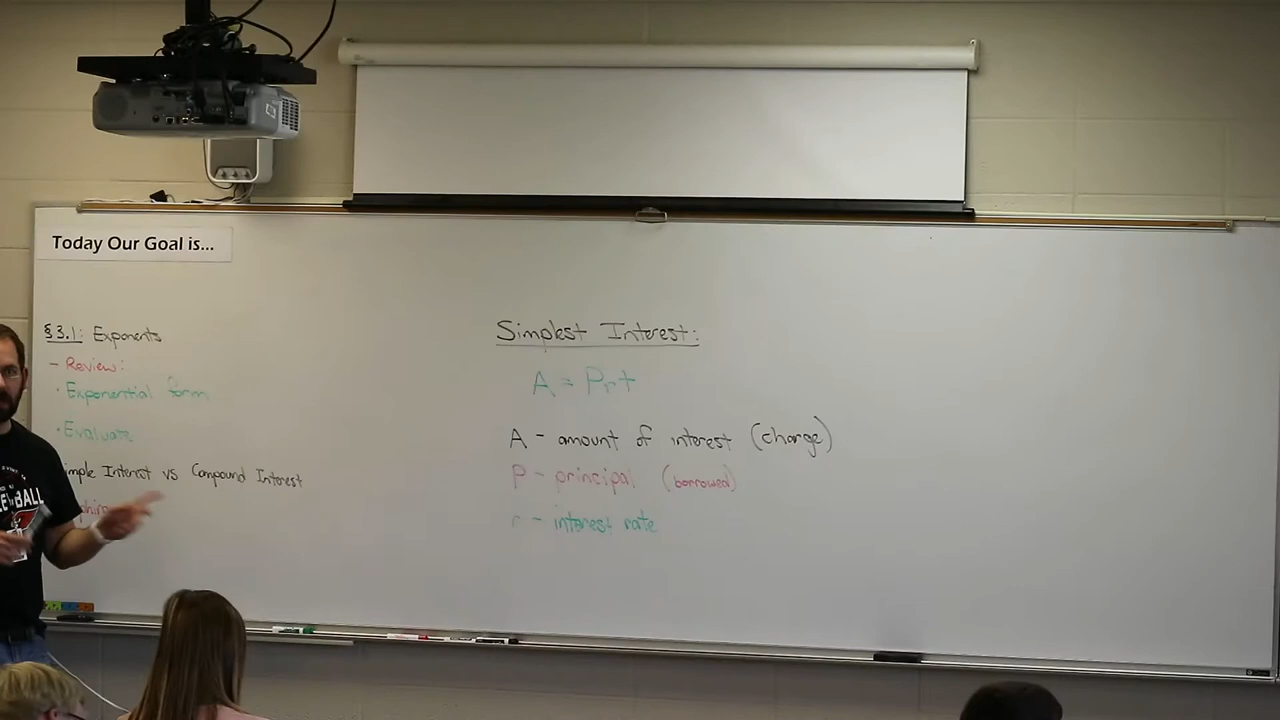 Today Our Goal is...
§3.1: Exponents
- Review:
· Exponential form
· Evaluate
Simple Interest vs Compound Interest
Simplest Interest:
A = Prt
A - amount of interest (charge)
P - principal (borrowed)
r - interest rate